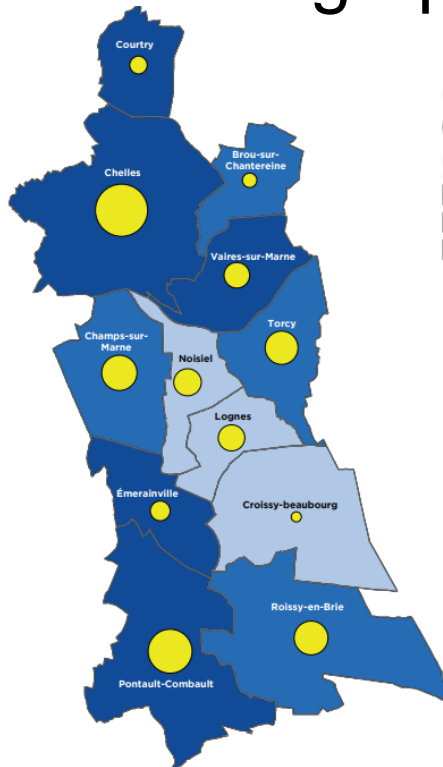 Courtry
Brou-sur-
Chantereine
Chelles
Vaires-sur-Marne
Torcy
Champs-sur-
Marne
Noisiel
Lognes
Émerainville
Croissy-beaubourg
Roissy-en-Brie
Pontault-Combault